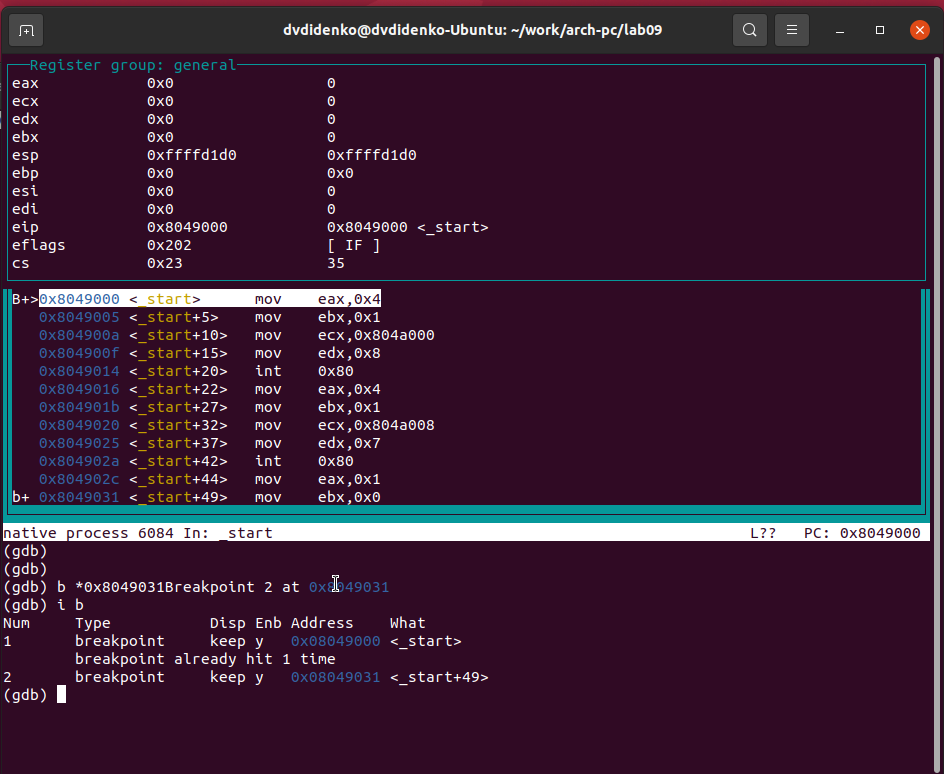 dvdidenko@dvdidenko-Ubuntu: ~/work/arch-pc/lab09
Register group: general
eax 0x0 0
ecx 0x0 0
edx 0x0 0
ebx 0x0 0
esp 0xffffd1d0 0xffffd1d0
ebp 0x0 0x0
esi 0x0 0
edi 0x0 0
eip 0x8049000 0x8049000 <_start>
eflags 0x202 [ IF ]
cs 0x23 35
B+>0x8049000 <_start> mov eax,0x4
0x8049005 <_start+5> mov ebx,0x1
0x804900a <_start+10> mov ecx,0x804a000
0x804900f <_start+15> mov edx,0x8
0x8049014 <_start+20> int 0x80
0x8049016 <_start+22> mov eax,0x4
0x804901b <_start+27> mov ebx,0x1
0x8049020 <_start+32> mov ecx,0x804a008
0x8049025 <_start+37> mov edx,0x7
0x804902a <_start+42> int 0x80
0x804902c <_start+44> mov eax,0x1
b+ 0x8049031 <_start+49> mov ebx,0x0
native process 6084 In: _start L?? PC: 0x8049000
(gdb)
(gdb)
(gdb) b *0x8049031Breakpoint 2 at 0x8049031
(gdb) i b
Num Type Disp Enb Address What
1 breakpoint keep y 0x08049000 <_start>
breakpoint already hit 1 time
2 breakpoint keep y 0x08049031 <_start+49>
(gdb)